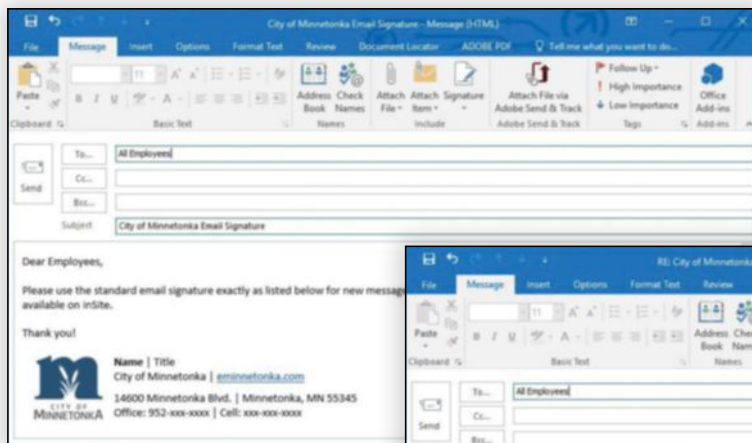 City of Minnetonka Email Signature - Message (HTML)
File Message Insert Options Format Text Review Document Locator ADOBE PDF Tell me what you want to do...
Paste
11 A A
B I U A
Address Book
Check Names
Attach File
Attach Item
Signature
Attach File via Adobe Send & Track
Follow Up
High Importance
Low Importance
Office Add-ins
Clipboard Basic Text Names Include Adobe Send & Track Tags Add-ins
Send
To... All Employees
Cc...
Bcc...
Subject City of Minnetonka Email Signature
Dear Employees,
Please use the standard email signature exactly as listed below for new message
available on inSite.
Thank you!
m
CITY OF
MINNETONKA
Name | Title
City of Minnetonka | eminnetonka.com
14600 Minnetonka Blvd. | Minnetonka, MN 55345
Office: 952-xxx-xxxx | Cell: xxx-xxx-xxxx
RE: City of Minnetonka
File Message Insert Options Format Text Review
Paste
11 A A
B I U A
Address Book
Chec
Nam
Clipboard Basic Text Names
Send
To... All Employees
Cc...
Bcc...